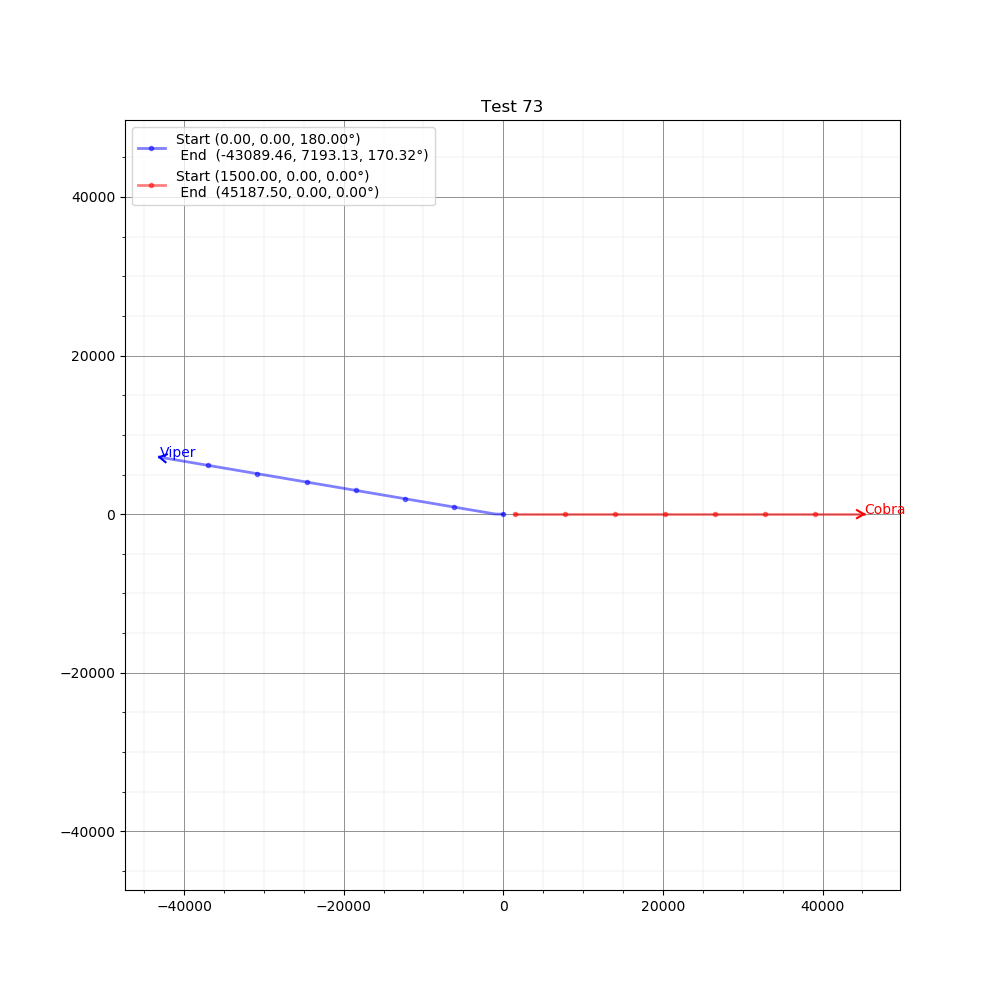 Test 73
Start (0.00, 0.00, 180.00°)
End  (-43089.46, 7193.13, 170.32°)
Start (1500.00, 0.00, 0.00°)
End  (45187.50, 0.00, 0.00°)
40000
20000
0
−20000
−40000
Viper
Cobra
−40000
−20000
0
20000
40000